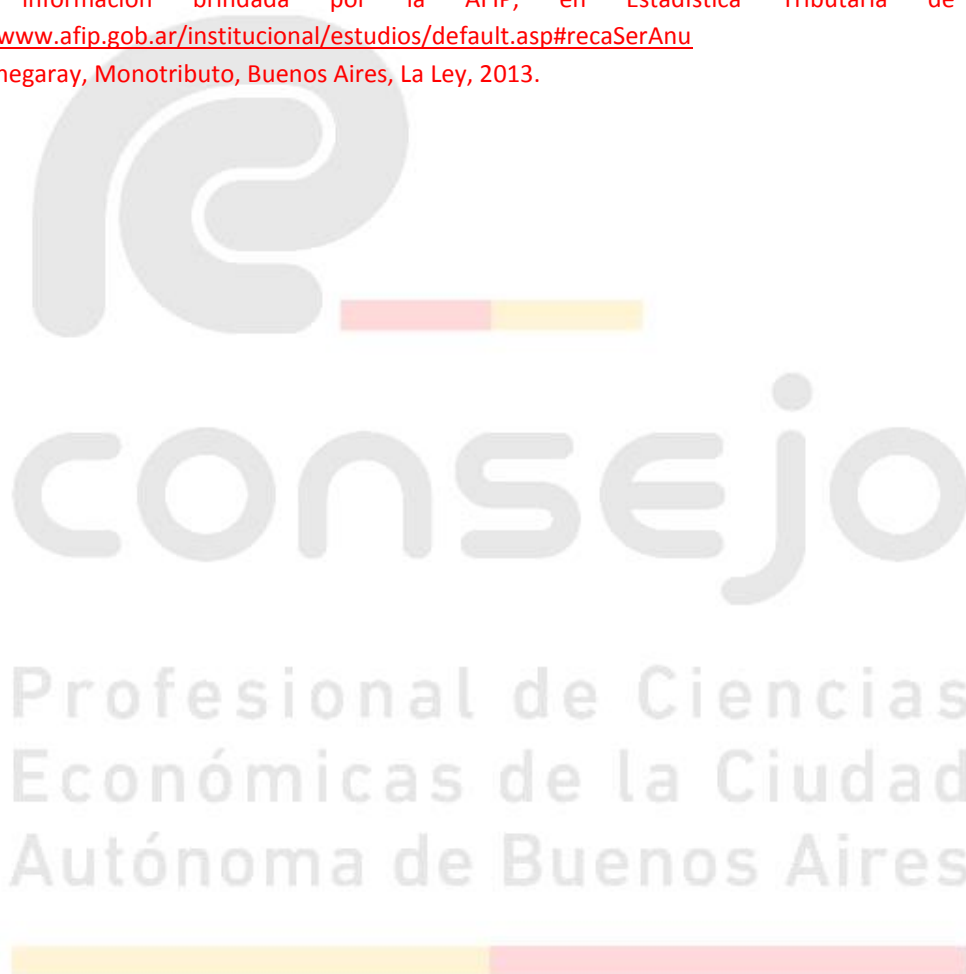 información brindada por la AFIP, en Estadística Tributaria de
www.afip.gob.ar/institucional/estudios/default.asp#recaSerAnu
negaray, Monotributo, Buenos Aires, La Ley, 2013.
consejo
Profesional de Ciencias
Económicas de la Ciudad
Autónoma de Buenos Aires